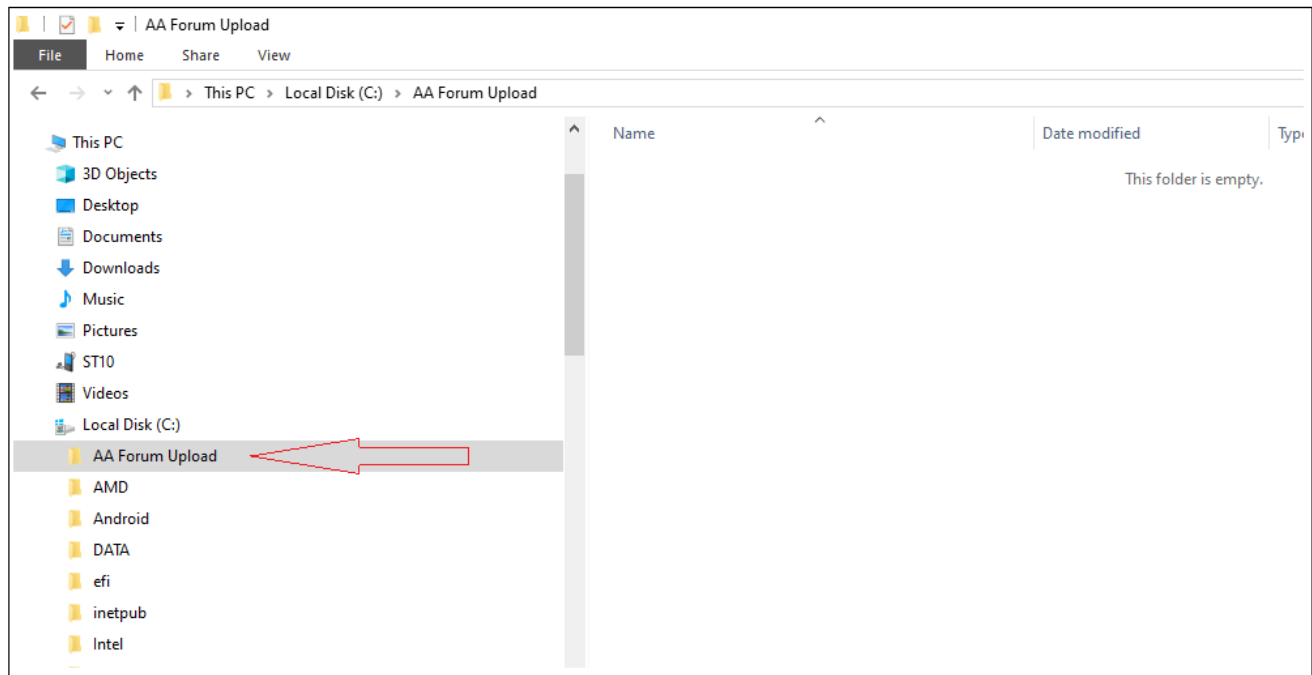 AA Forum Upload
File Home Share View
This PC > Local Disk (C:) > AA Forum Upload
This PC
3D Objects
Desktop
Documents
Downloads
Music
Pictures
ST10
Videos
Local Disk (C:)
AA Forum Upload
AMD
Android
DATA
efi
inetpub
Intel
Name Date modified
This folder is empty.